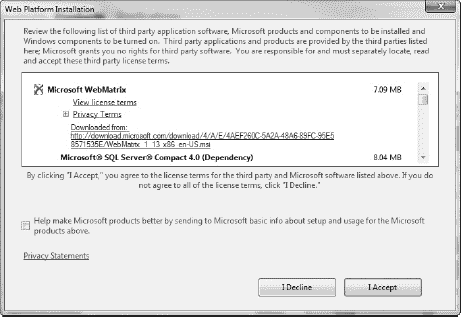 Web Platform Installation
X
Review the following list of third party application software, Microsoft products and components to be installed and
Windows components to be turned on. Third party applications and products are provided by the third parties listed
here; Microsoft grants you no rights for third party software. You are responsible for and must separately locate, read
and accept these third party license terms.
Microsoft WebMatrix 7.09 MB
View license terms
Privacy Terms
Downloaded from:
http://download.microsoft.com/download/4/A/E/4AEF260C-5A2A-48A6-89FC-95E5
8571535E/WebMatrix_1_13_x86_en-US.msi
Microsoft® SQL Server® Compact 4.0 (Dependency) 8.04 MB
By clicking "I Accept," you agree to the license terms for the third party and Microsoft software listed above. If you do
not agree to all of the license terms, click "I Decline."
Help make Microsoft products better by sending to Microsoft basic info about setup and usage for the Microsoft
products above.
Privacy Statements
I Decline
I Accept